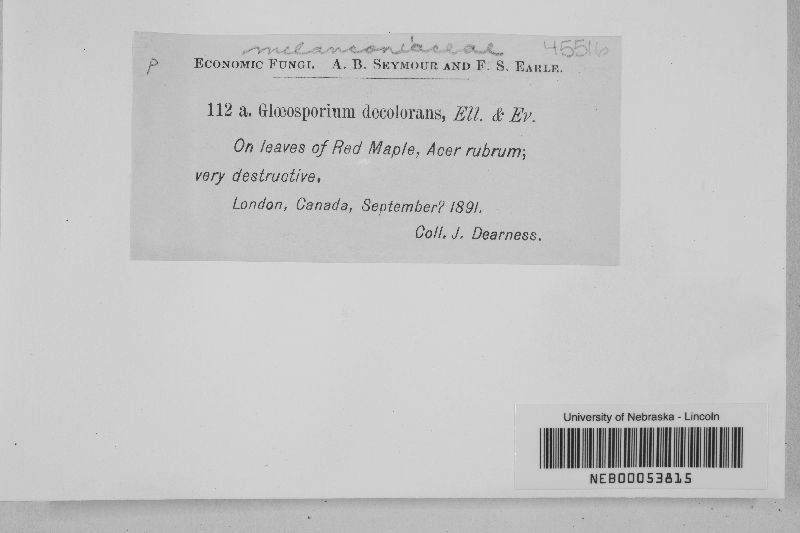 melanconiaceae 45516
P
ECONOMIC FUNGI. A. B. SEYMOUR AND F. S. EARLE.
112 a. Glœosporium decolorans, Ell. & Ev.
On leaves of Red Maple, Acer rubrum;
very destructive.
London, Canada, September? 1891.
Coll. J. Dearness.
University of Nebraska - Lincoln
NEB00053815